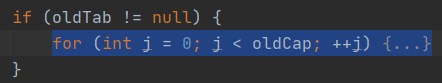 if (oldTab != null) {
    for (int j = 0; j < oldCap; ++j) {...}
}